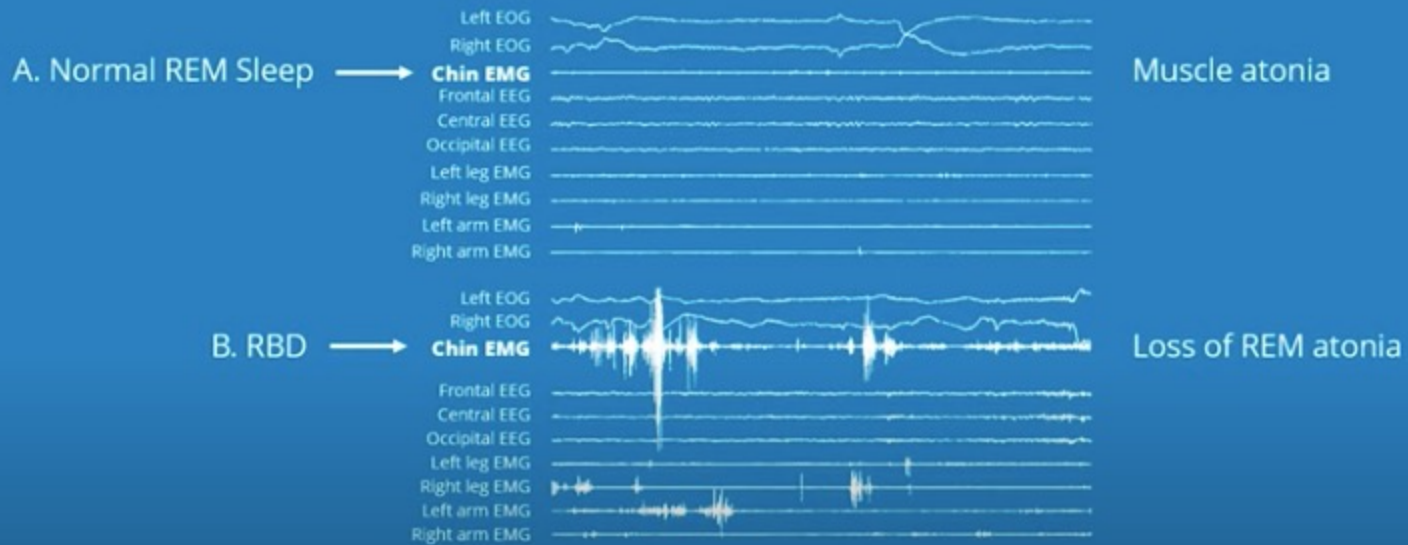 Left EOG
Right EOG
A. Normal REM Sleep Chin EMG Muscle atonia
Frontal EEG
Central EEG
Occipital EEG
Left leg EMG
Right leg EMG
Left arm EMG
Right arm EMG
Left EOG
Right EOG
B. RBD Chin EMG Loss of REM atonia
Frontal EEG
Central EEG
Occipital EEG
Left leg EMG
Right leg EMG
Left arm EMG
Right arm EMG